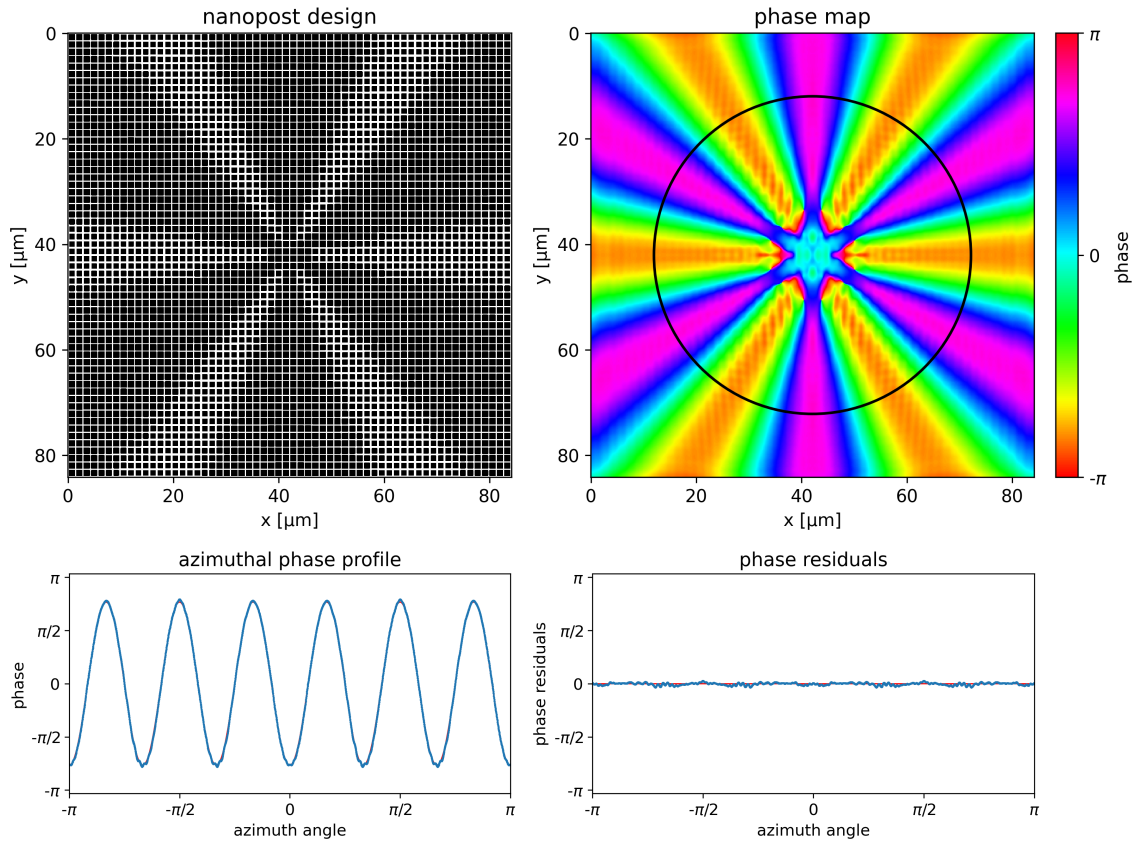 nanopost design
0
20
40
60
80
y [μm]
0 20 40 60 80
x [μm]
phase map
0
20
40
60
80
y [μm]
0 20 40 60 80
x [μm]
π
0
-π
phase
azimuthal phase profile
π
π/2
0
-π/2
-π
phase
-π -π/2 0 π/2 π
azimuth angle
phase residuals
π
π/2
0
-π/2
-π
phase residuals
-π -π/2 0 π/2 π
azimuth angle